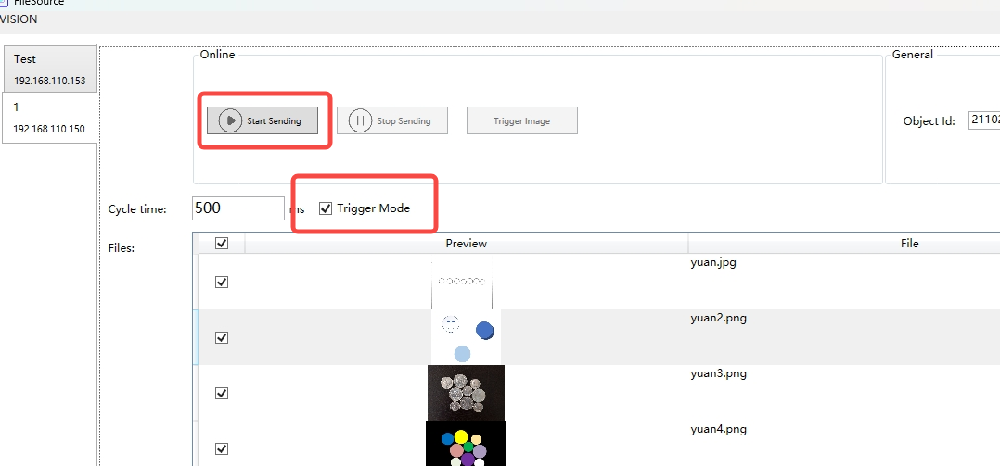 FileSource
VISION
Test
192.168.110.153
1
192.168.110.150
Online
Start Sending
Stop Sending
Trigger Image
General
Object Id:
21102
Cycle time:
500
ms
Trigger Mode
Files:
Preview
File
yuan.jpg
yuan2.png
yuan3.png
yuan4.png